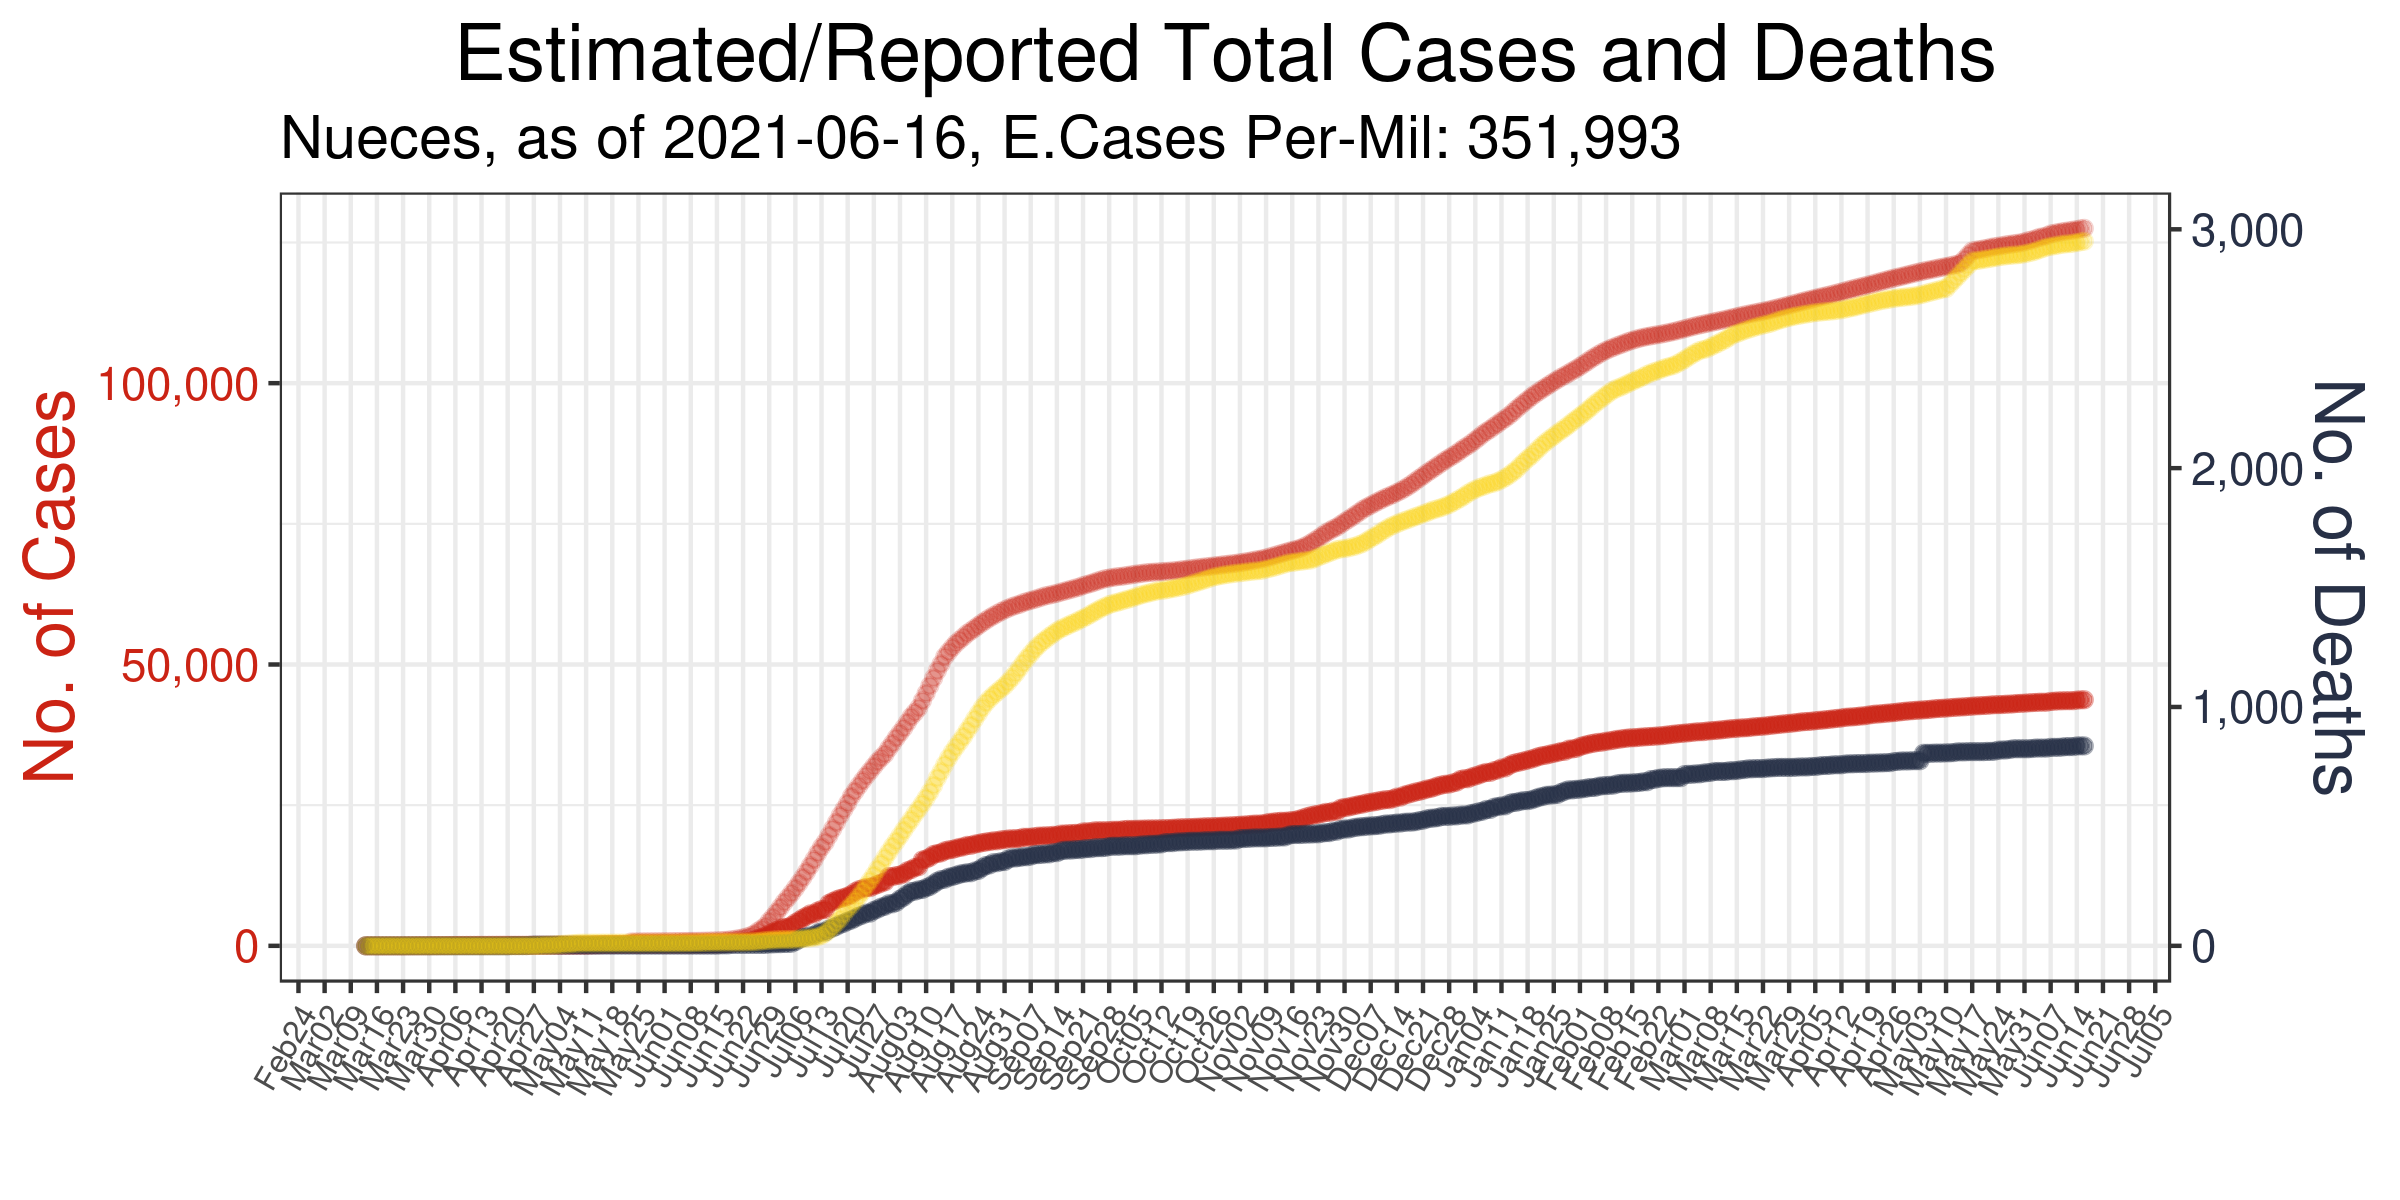 Estimated/Reported Total Cases and Deaths
Nueces, as of 2021-06-16, E.Cases Per-Mil: 351,993
No. of Cases
100,000
50,000
0
3,000
2,000
1,000
0
No. of Deaths
Feb24
Mar02
Mar09
Mar16
Mar23
Mar30
Apr06
Apr13
Apr20
Apr27
May04
May11
May18
May25
Jun01
Jun08
Jun15
Jun22
Jun29
Jul06
Jul13
Jul20
Jul27
Aug03
Aug10
Aug17
Aug24
Aug31
Sep07
Sep14
Sep21
Sep28
Oct05
Oct12
Oct19
Oct26
Nov02
Nov09
Nov16
Nov23
Nov30
Dec07
Dec14
Dec21
Dec28
Jan04
Jan11
Jan18
Jan25
Feb01
Feb08
Feb15
Feb22
Mar01
Mar08
Mar15
Mar22
Mar29
Apr05
Apr12
Apr19
Apr26
May03
May10
May17
May24
May31
Jun07
Jun14
Jun21
Jun28
Jul05